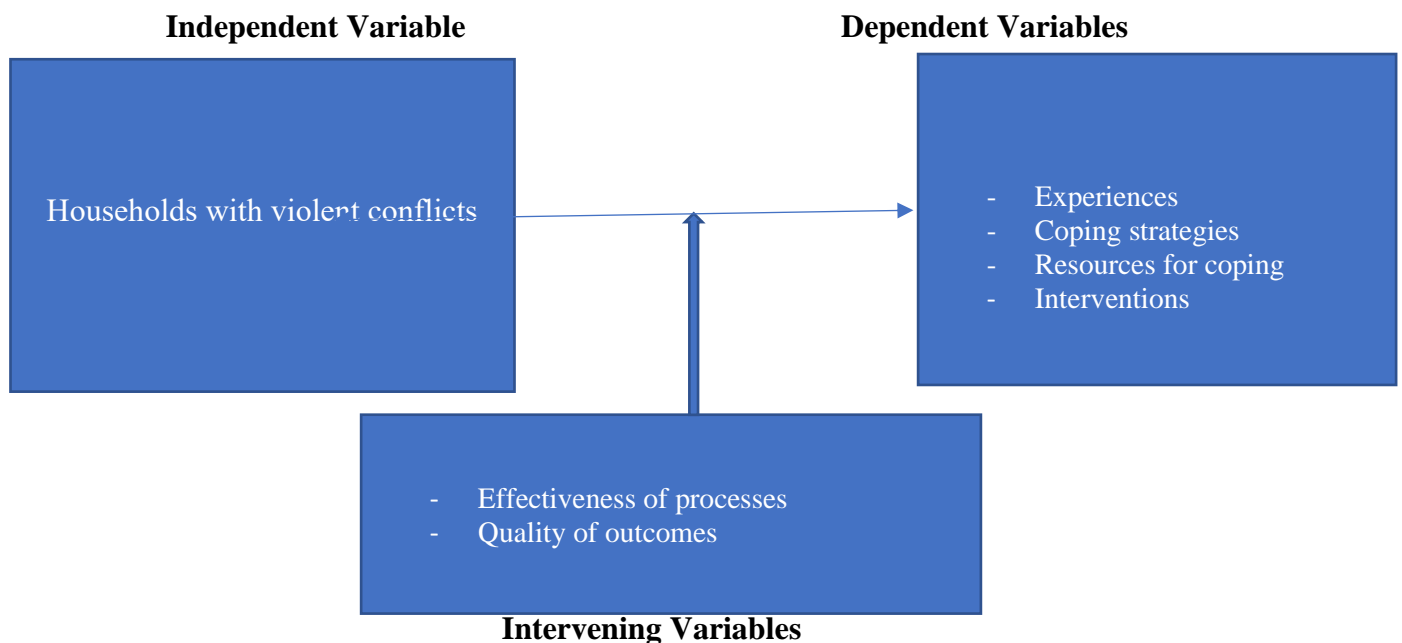 Independent Variable
Dependent Variables
Households with violent conflicts
- Experiences
- Coping strategies
- Resources for coping
- Interventions
- Effectiveness of processes
- Quality of outcomes
Intervening Variables